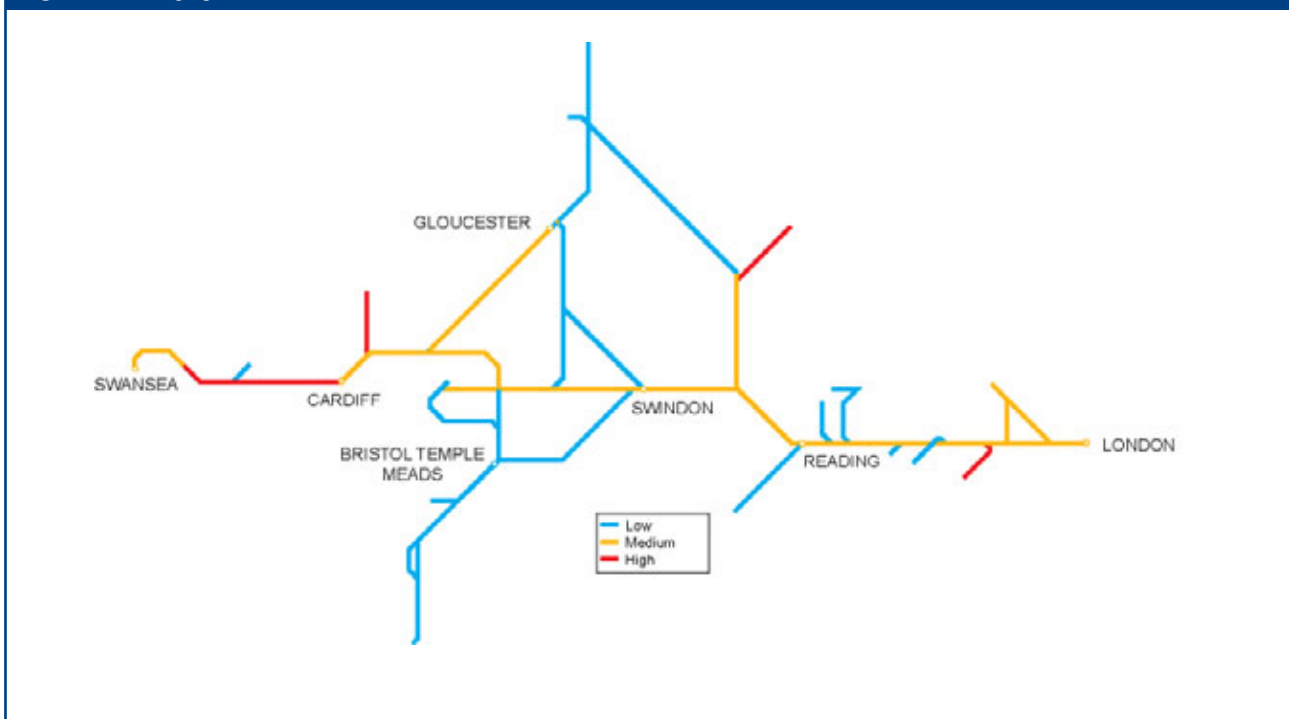 GLOUCESTER
SWANSEA
CARDIFF
SWINDON
BRISTOL TEMPLE
MEADS
READING
LONDON
Low
Medium
High